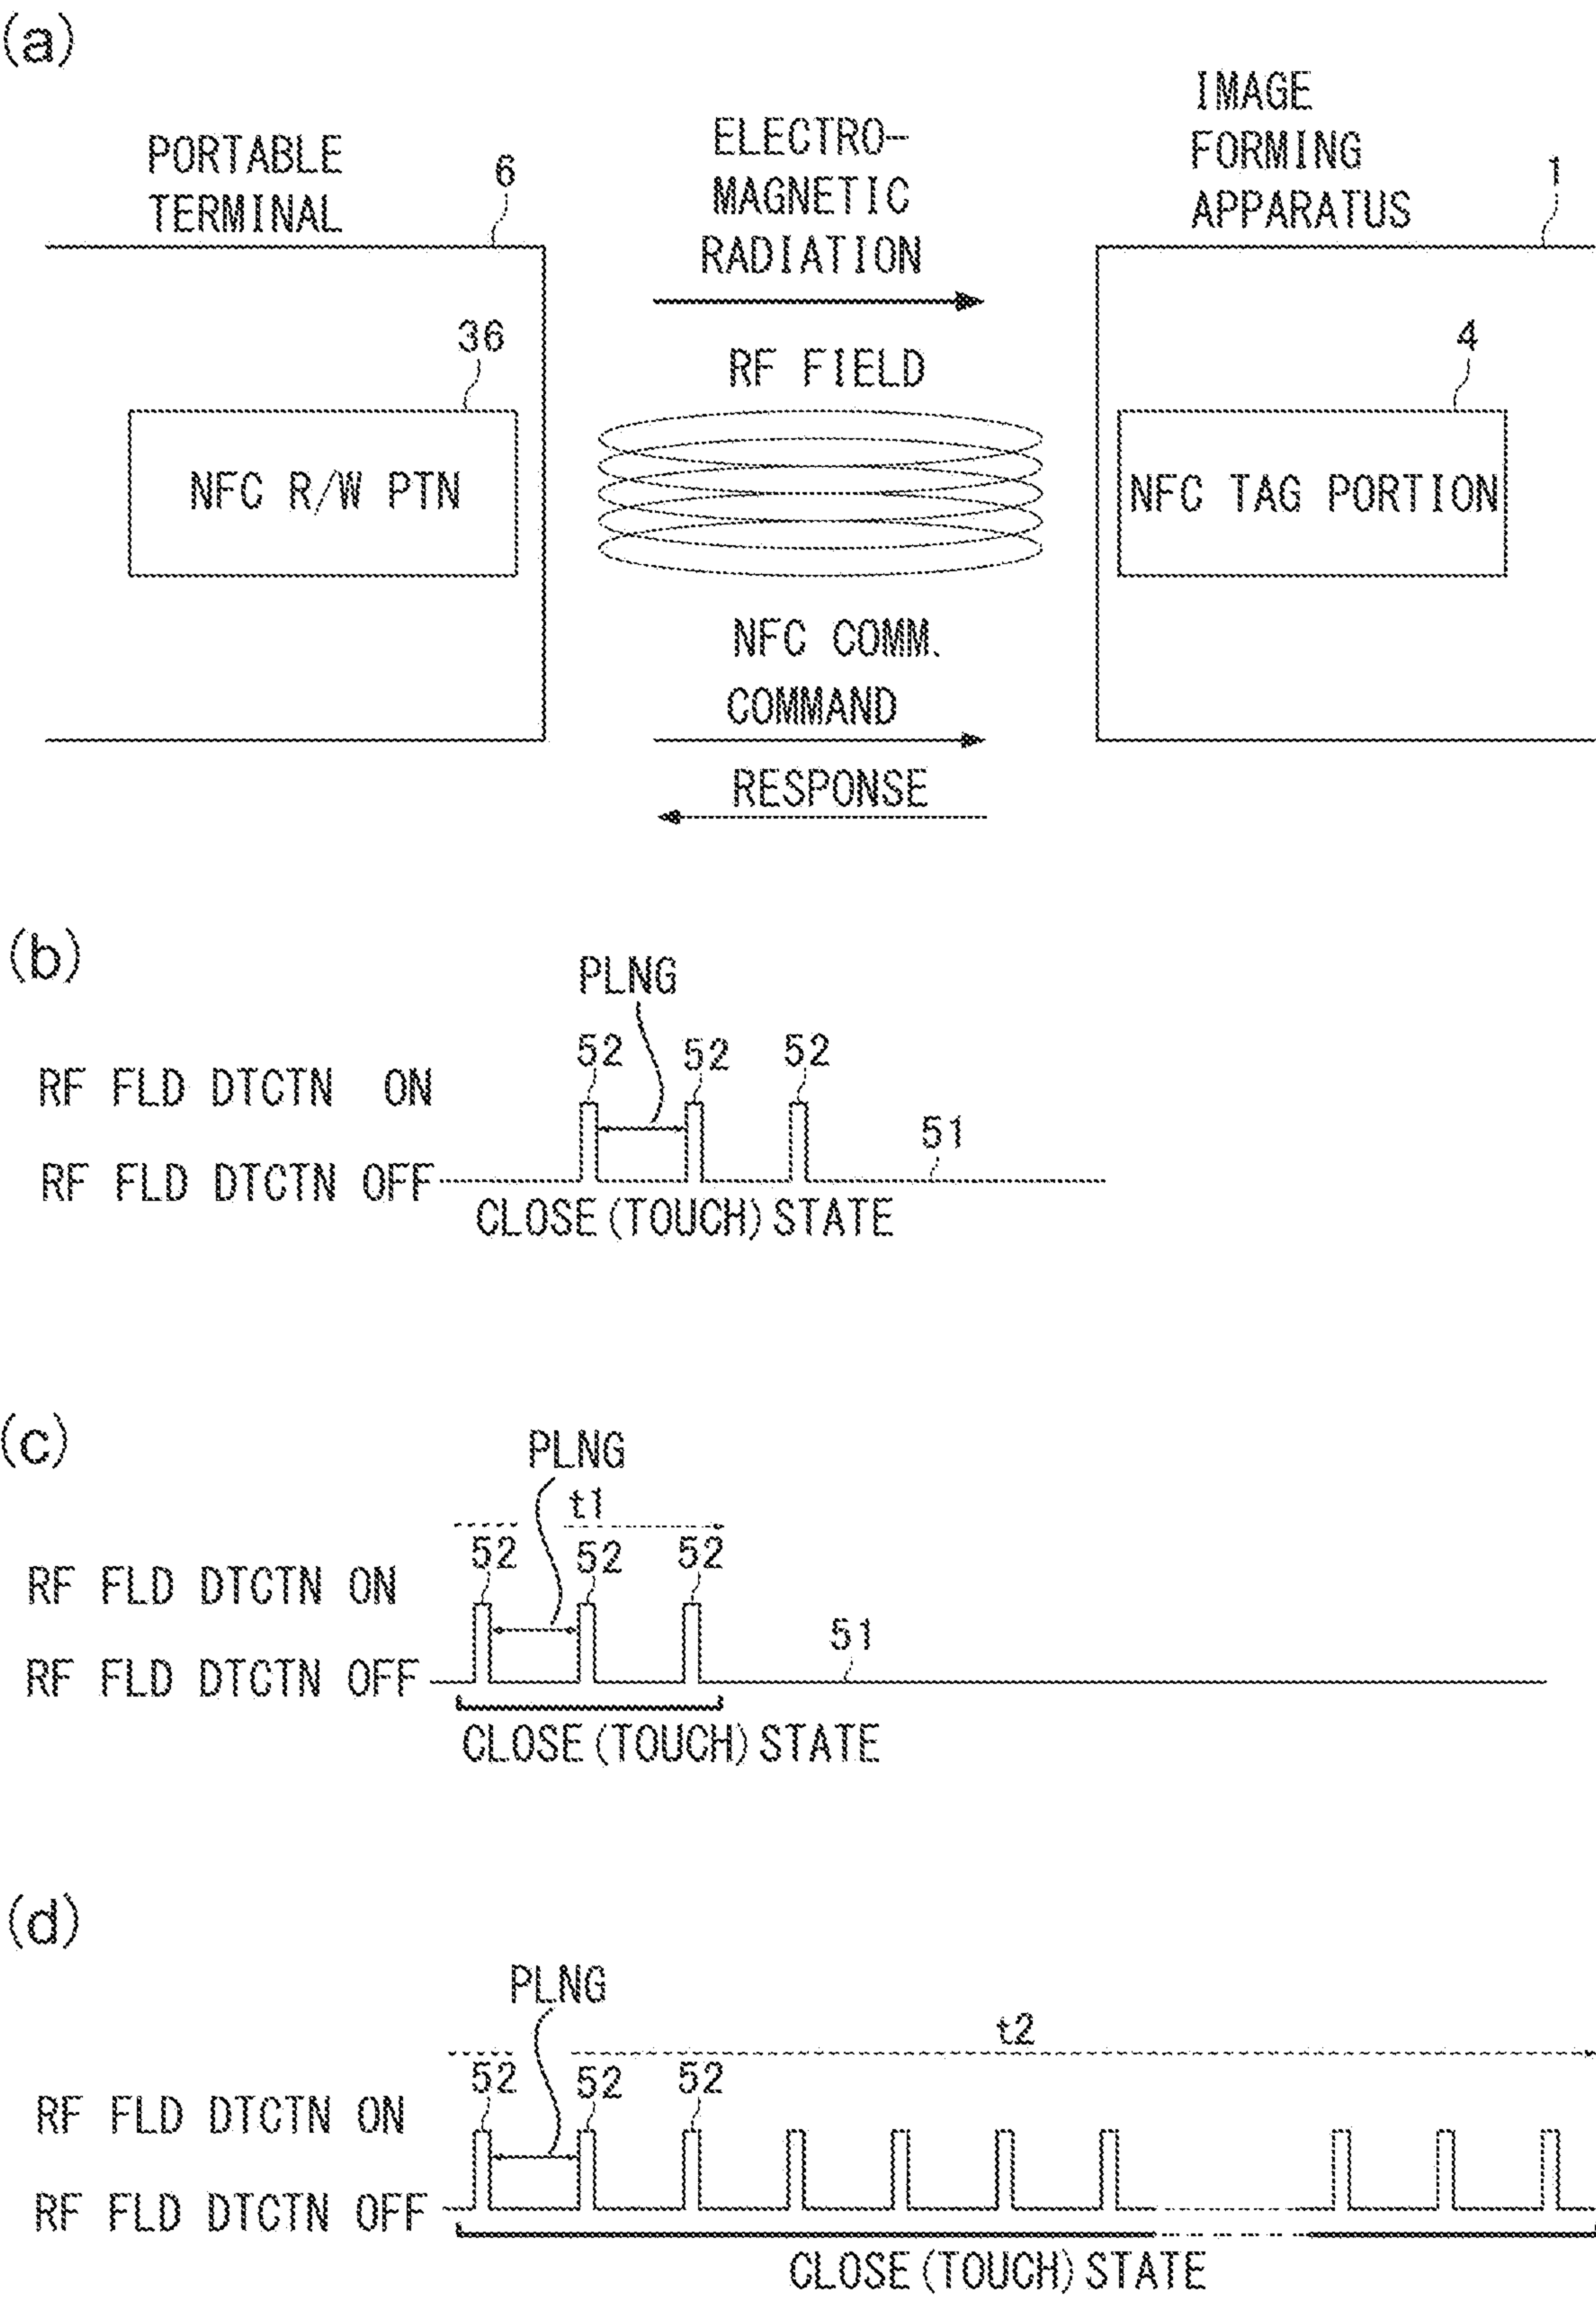 (a)
PORTABLE
TERMINAL
6
ELECTRO-
MAGNETIC
RADIATION
IMAGE
FORMING
APPARATUS
1
36
RF FIELD
4
NFC R/W PTN
NFC TAG PORTION
NFC COMM.
COMMAND
RESPONSE
(b)
PLNG
52 52 52
RF FLD DTCTN ON
51
RF FLD DTCTN OFF
CLOSE(TOUCH)STATE
(c)
PLNG
t1
52 52 52
RF FLD DTCTN ON
51
RF FLD DTCTN OFF
CLOSE(TOUCH)STATE
(d)
PLNG
t2
52 52 52
RF FLD DTCTN ON
RF FLD DTCTN OFF
CLOSE(TOUCH)STATE